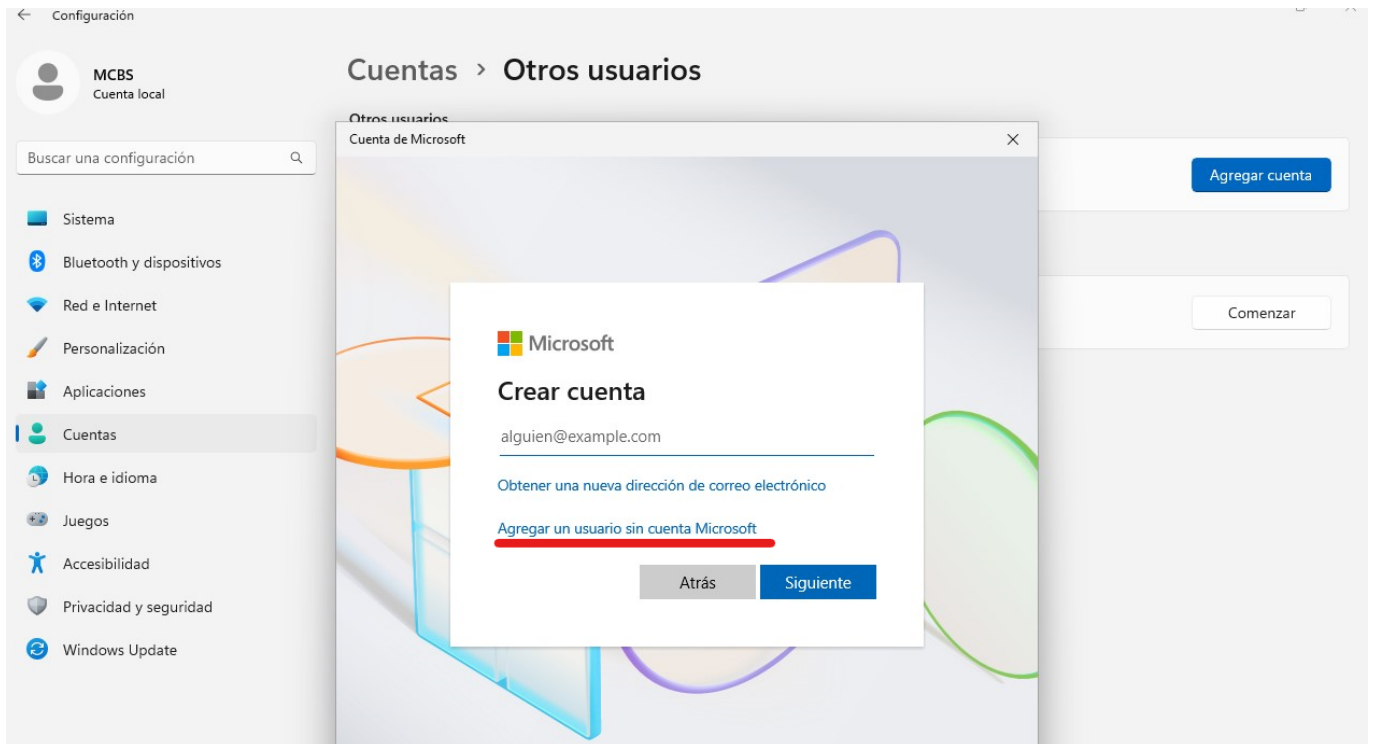 Configuración
MCBS
Cuenta local
Buscar una configuración
Sistema
Bluetooth y dispositivos
Red e Internet
Personalización
Aplicaciones
Cuentas
Hora e idioma
Juegos
Accesibilidad
Privacidad y seguridad
Windows Update
Cuentas > Otros usuarios
Otros usuarios
Agregar cuenta
Comenzar
Cuenta de Microsoft
Microsoft
Crear cuenta
alguien@example.com
Obtener una nueva dirección de correo electrónico
Agregar un usuario sin cuenta Microsoft
Atrás Siguiente